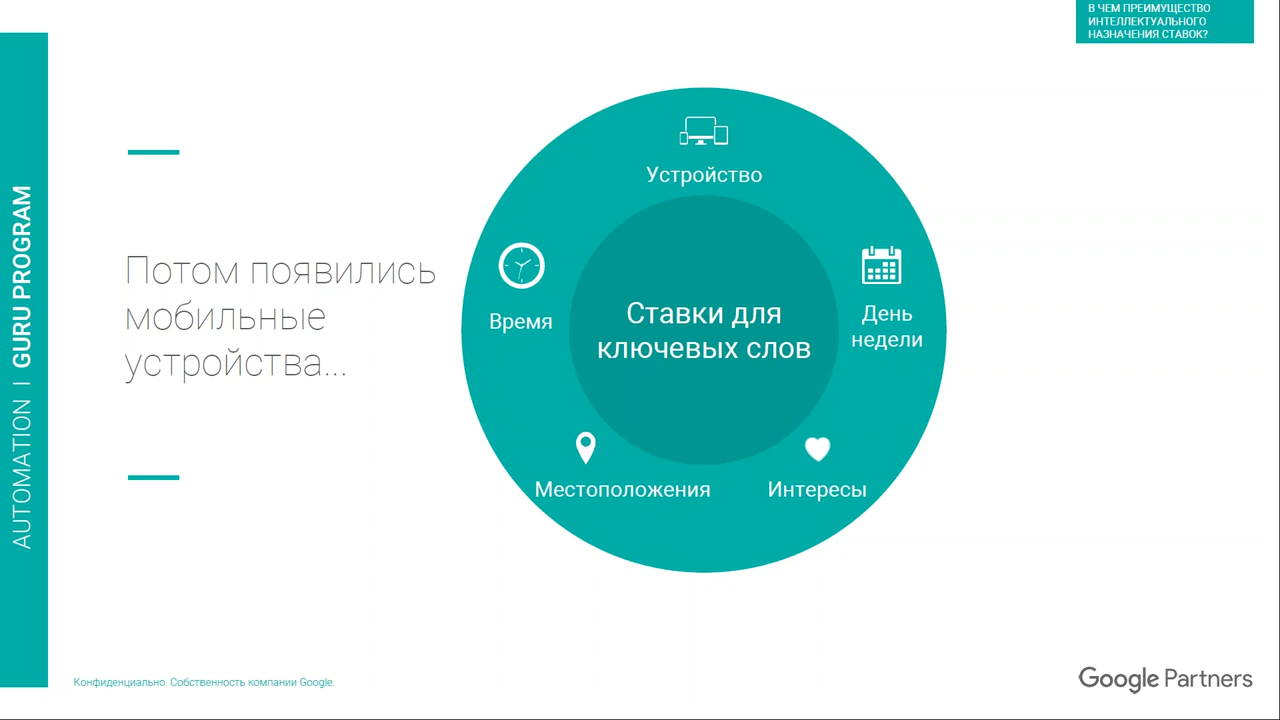 В ЧЕМ ПРЕИМУЩЕСТВО
ИНТЕЛЛЕКТУАЛЬНОГО
НАЗНАЧЕНИЯ СТАВОК?
AUTOMATION | GURU PROGRAM
Потом появились
мобильные
устройства...
Устройство
Время
День
недели
Ставки для
ключевых слов
Местоположения
Интересы
Конфиденциально. Собственность компании Google.
Google Partners